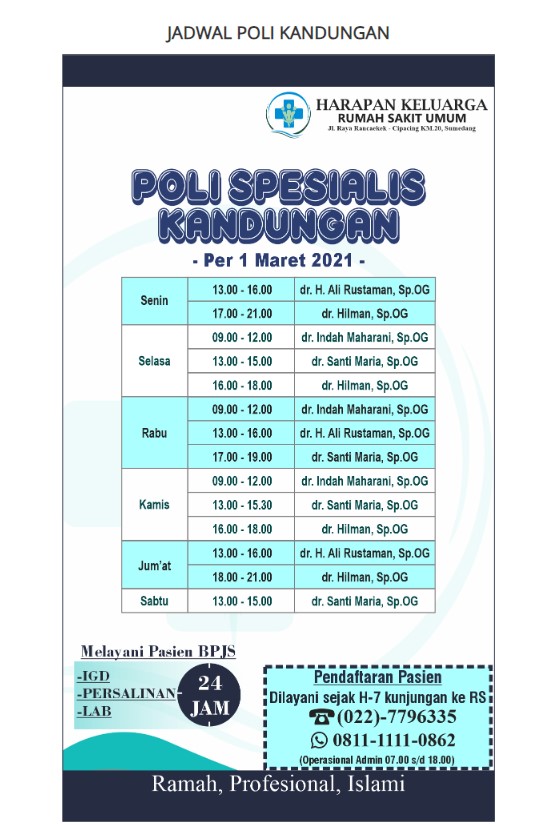 JADWAL POLI KANDUNGAN
HARAPAN KELUARGA
RUMAH SAKIT UMUM
Jl. Raya Rancaekek - Cipacing KM.20, Sumedang
POLI SPESIALIS
KANDUNGAN
- Per 1 Maret 2021 -
Senin 13.00 - 16.00 dr. H. Ali Rustaman, Sp.OG
17.00 - 21.00 dr. Hilman, Sp.OG
Selasa 09.00 - 12.00 dr. Indah Maharani, Sp.OG
13.00 - 15.00 dr. Santi Maria, Sp.OG
16.00 - 18.00 dr. Hilman, Sp.OG
Rabu 09.00 - 12.00 dr. Indah Maharani, Sp.OG
13.00 - 16.00 dr. H. Ali Rustaman, Sp.OG
17.00 - 19.00 dr. Santi Maria, Sp.OG
Kamis 09.00 - 12.00 dr. Indah Maharani, Sp.OG
13.00 - 15.30 dr. Santi Maria, Sp.OG
16.00 - 18.00 dr. Hilman, Sp.OG
Jum'at 13.00 - 16.00 dr. H. Ali Rustaman, Sp.OG
18.00 - 21.00 dr. Hilman, Sp.OG
Sabtu 13.00 - 15.00 dr. Santi Maria, Sp.OG
Melayani Pasien BPJS
-IGD
-PERSALINAN-
-LAB
24
JAM
Pendaftaran Pasien
Dilayani sejak H-7 kunjungan ke RS
(022)-7796335
0811-1111-0862
(Operasional Admin 07.00 s/d 18.00)
Ramah, Profesional, Islami